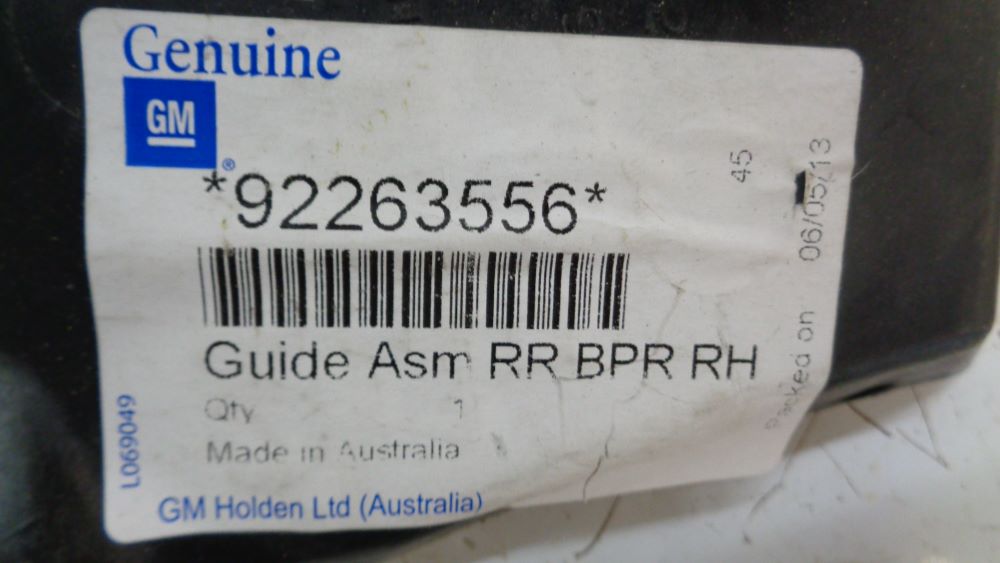 Genuine
GM
®
*92263556*
Guide Asm RR BPR RH
Qty 1
Made in Australia
GM Holden Ltd (Australia)
L069049
45
Packed on 06/05/13